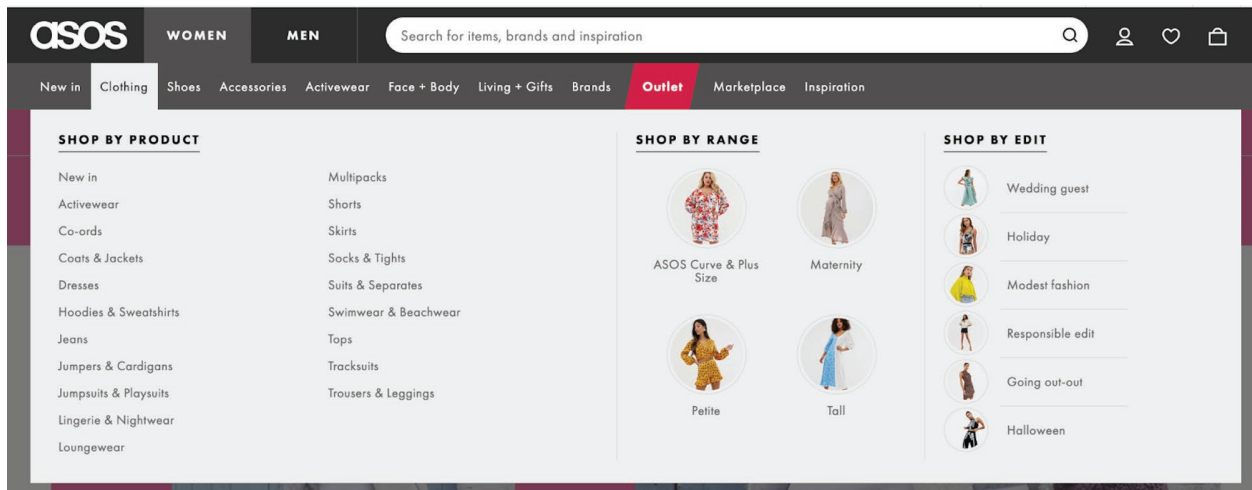 asos
WOMEN
MEN
Search for items, brands and inspiration
New in
Clothing
Shoes
Accessories
Activewear
Face + Body
Living + Gifts
Brands
Outlet
Marketplace
Inspiration
SHOP BY PRODUCT
New in
Activewear
Co-ords
Coats & Jackets
Dresses
Hoodies & Sweatshirts
Jeans
Jumpers & Cardigans
Jumpsuits & Playsuits
Lingerie & Nightwear
Loungewear
Multipacks
Shorts
Skirts
Socks & Tights
Suits & Separates
Swimwear & Beachwear
Tops
Tracksuits
Trousers & Leggings
SHOP BY RANGE
ASOS Curve & Plus
Size
Maternity
Petite
Tall
SHOP BY EDIT
Wedding guest
Holiday
Modest fashion
Responsible edit
Going out-out
Halloween